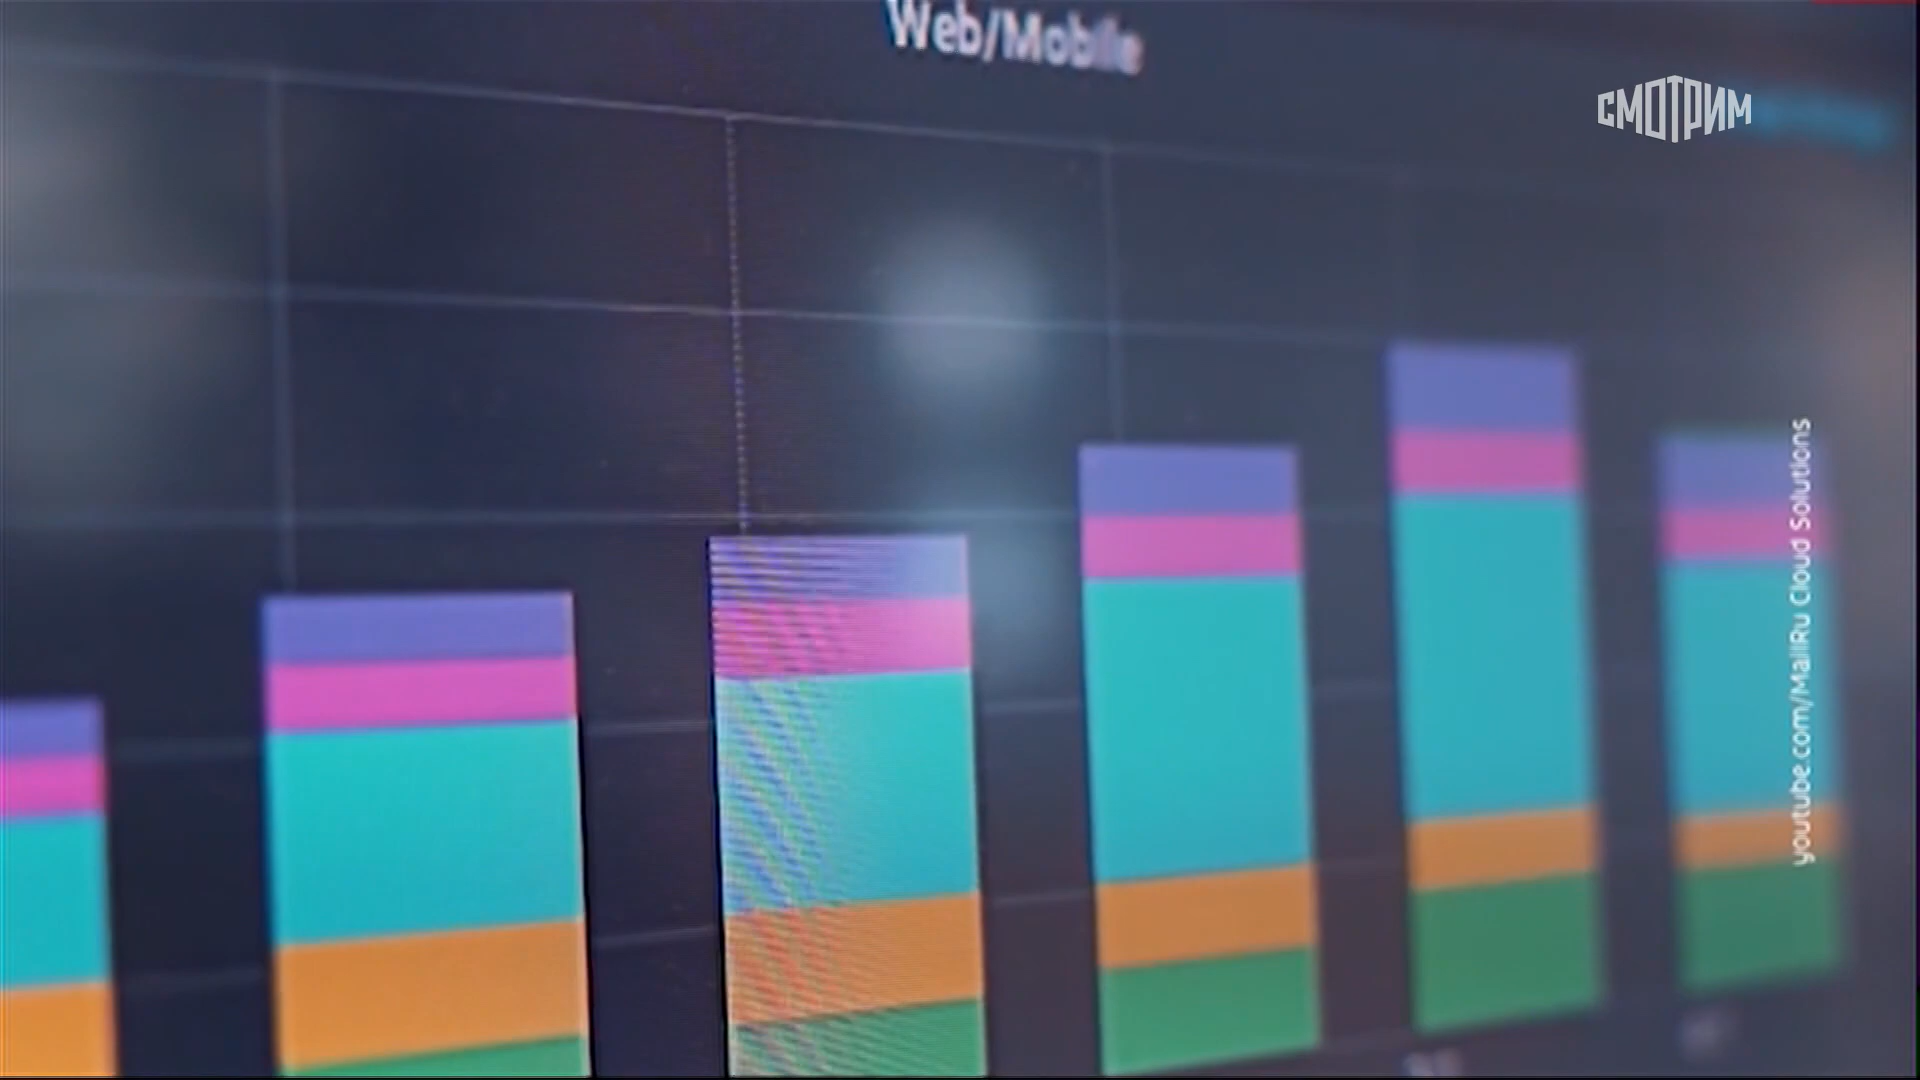 Web/Mobile
СМОТРИМ
youtube.com/MailRu Cloud Solutions